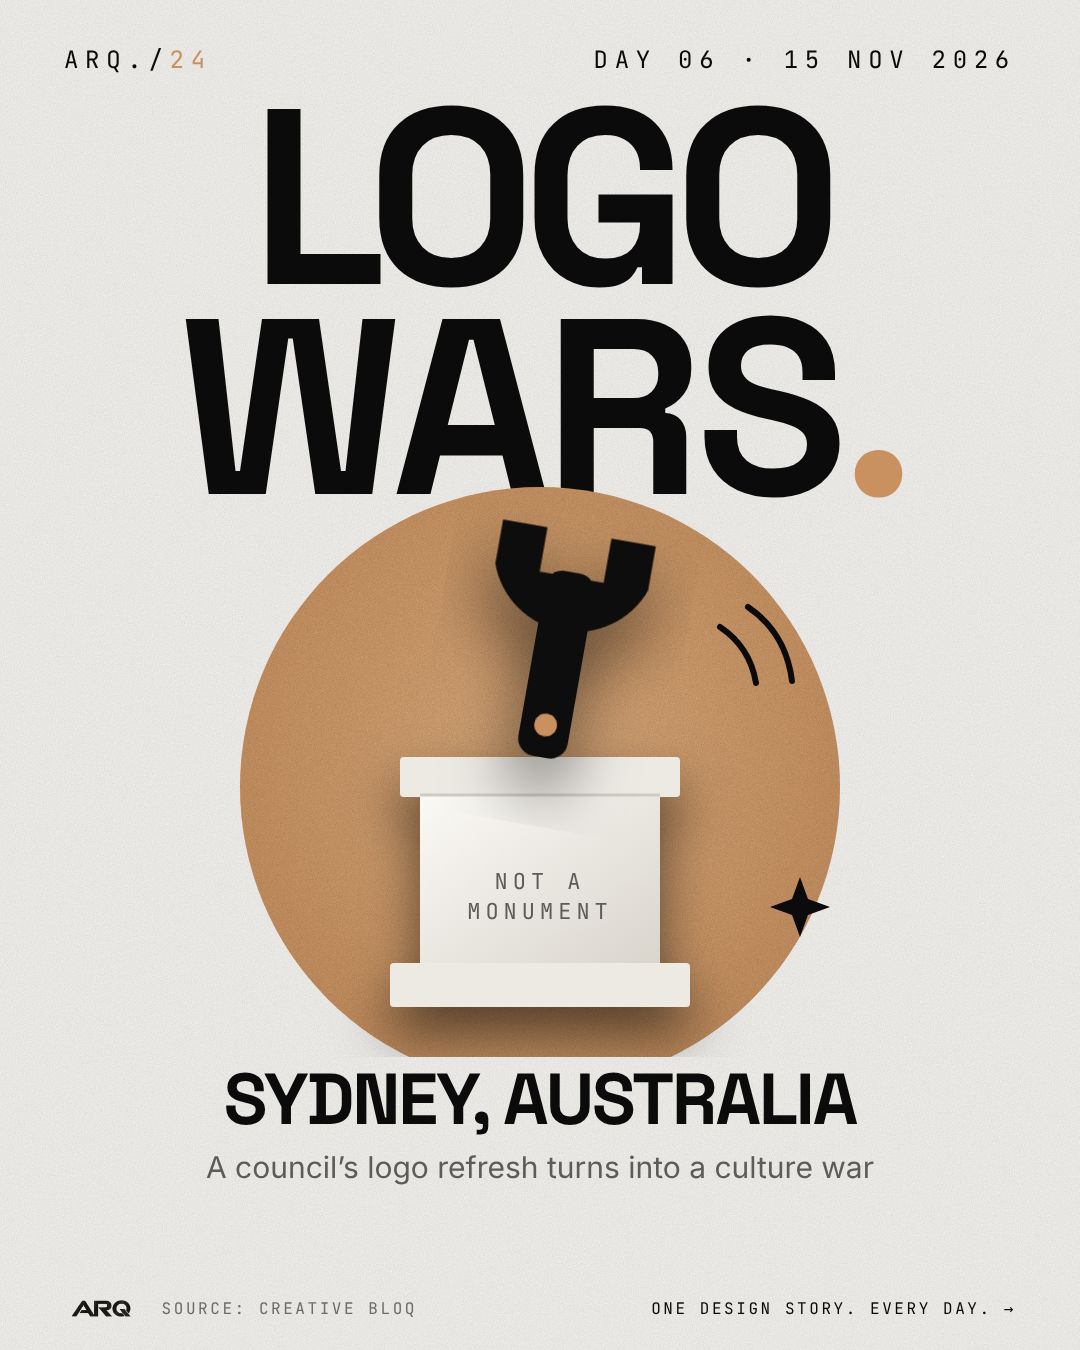 ARQ./24
DAY 06 · 15 NOV 2026
LOGO
WARS.
NOT A
MONUMENT
SYDNEY, AUSTRALIA
A council’s logo refresh turns into a culture war
ARQ
SOURCE: CREATIVE BLOQ
ONE DESIGN STORY. EVERY DAY. →